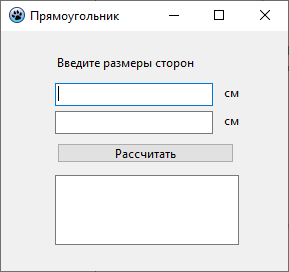 Прямоугольник
Введите размеры сторон
см
см
Рассчитать